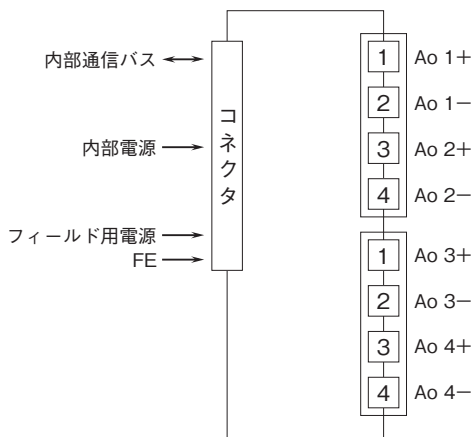 内部通信バス
内部電源
フィールド用電源
FE
コネクタ
1 Ao 1+
2 Ao 1−
3 Ao 2+
4 Ao 2−
1 Ao 3+
2 Ao 3−
3 Ao 4+
4 Ao 4−